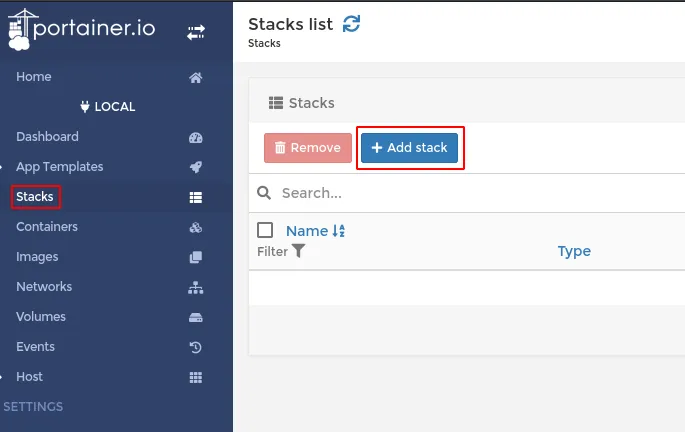 portainer.io
Home
LOCAL
Dashboard
App Templates
Stacks
Containers
Images
Networks
Volumes
Events
Host
SETTINGS
Stacks list
Stacks
Stacks
Remove
+ Add stack
Search...
Name
Filter
Type